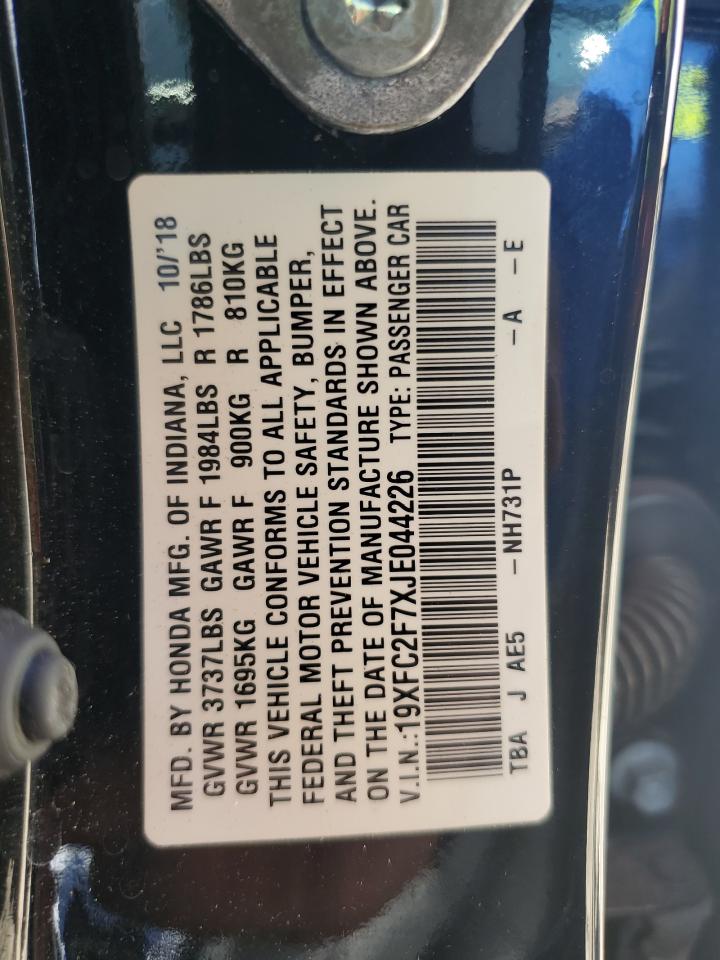 MFD. BY HONDA MFG. OF INDIANA, LLC 10/'18
GVWR 3737LBS GAWR F 1984LBS R 1786LBS
GVWR 1695KG GAWR F 900KG R 810KG
THIS VEHICLE CONFORMS TO ALL APPLICABLE
FEDERAL MOTOR VEHICLE SAFETY, BUMPER,
AND THEFT PREVENTION STANDARDS IN EFFECT
ON THE DATE OF MANUFACTURE SHOWN ABOVE.
V.I.N.:19XFC2F7XJE044226 TYPE: PASSENGER CAR
TBA J AE5 -NH731P -A -E